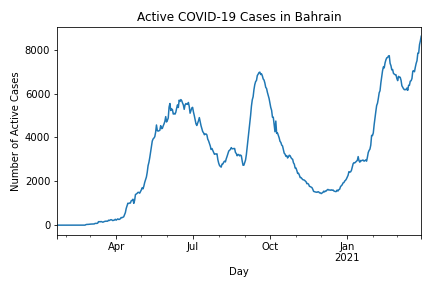 Active COVID-19 Cases in Bahrain
Number of Active Cases
8000
6000
4000
2000
0
Apr
Jul
Oct
Jan
2021
Day